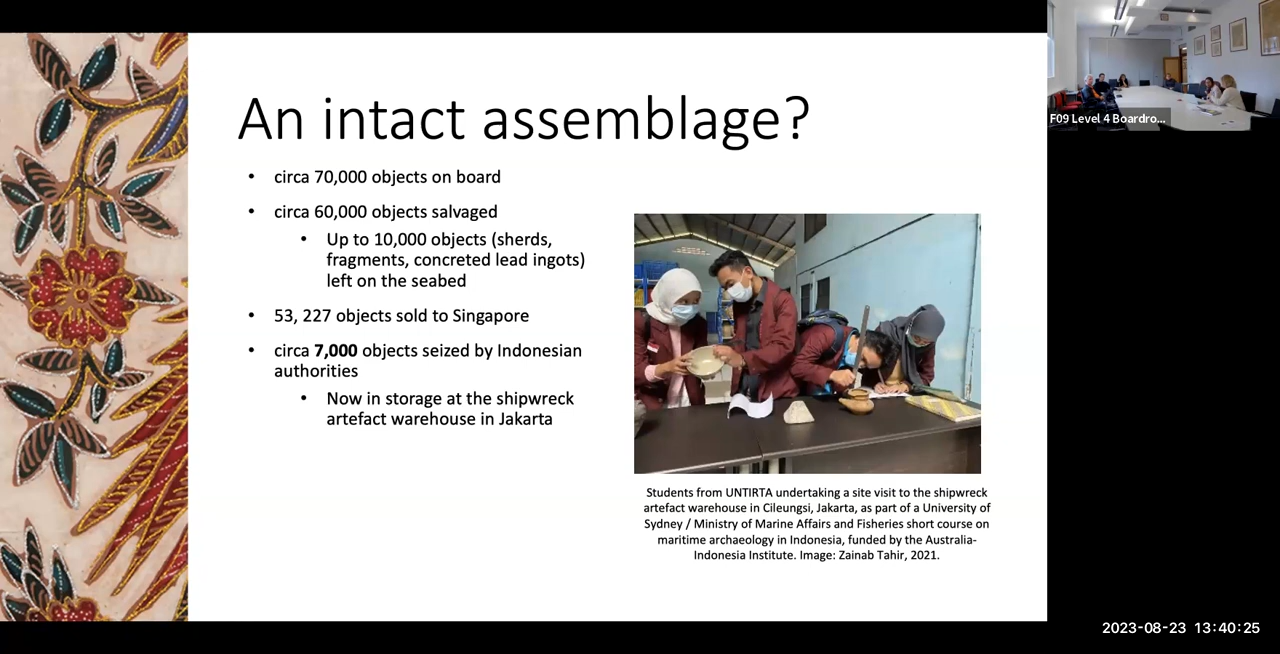 An intact assemblage?
• circa 70,000 objects on board
• circa 60,000 objects salvaged
• Up to 10,000 objects (sherds,
fragments, concreted lead ingots)
left on the seabed
• 53, 227 objects sold to Singapore
• circa 7,000 objects seized by Indonesian
authorities
• Now in storage at the shipwreck
artefact warehouse in Jakarta
Students from UNTIRTA undertaking a site visit to the shipwreck
artefact warehouse in Cileungsi, Jakarta, as part of a University of
Sydney / Ministry of Marine Affairs and Fisheries short course on
maritime archaeology in Indonesia, funded by the Australia-
Indonesia Institute. Image: Zainab Tahir, 2021.
F09 Level 4 Boardro...
2023-08-23 13:40:25